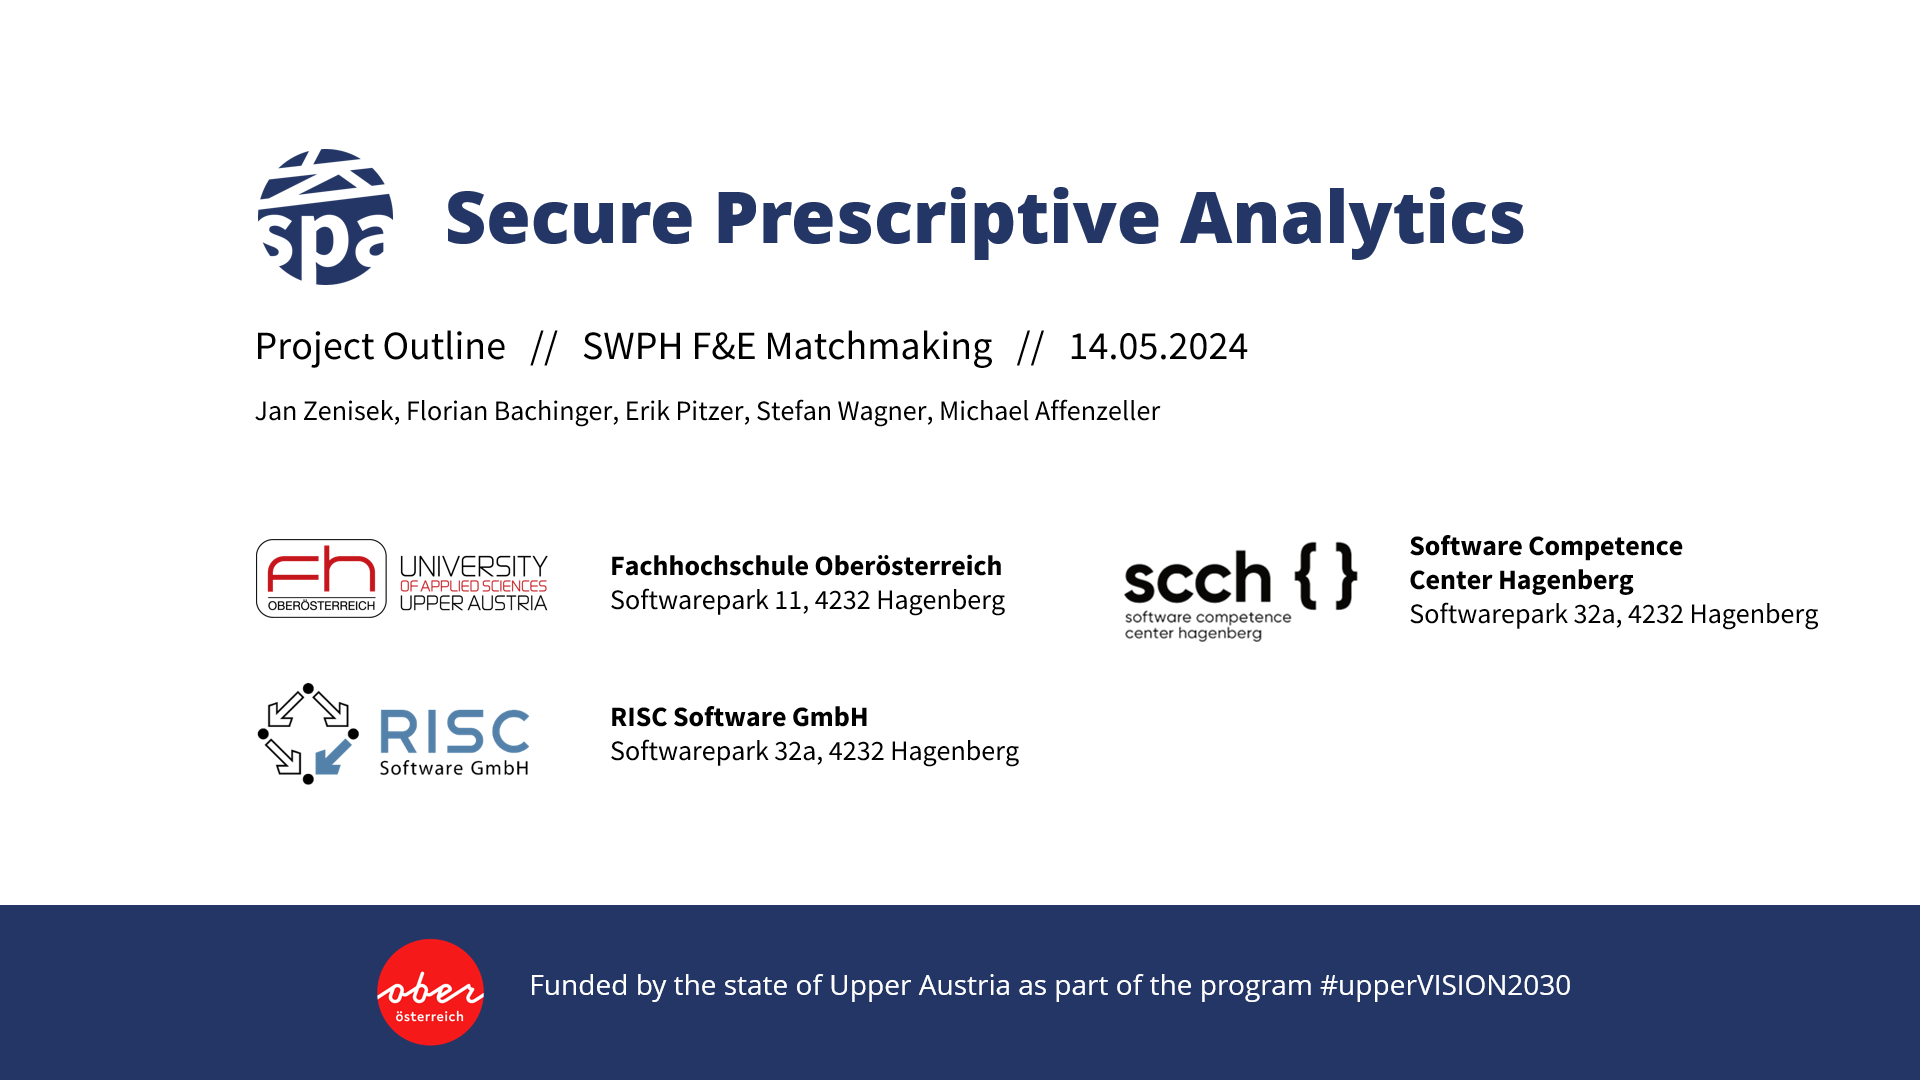 spa
Secure Prescriptive Analytics
Project Outline // SWPH F&E Matchmaking // 14.05.2024
Jan Zenisek, Florian Bachinger, Erik Pitzer, Stefan Wagner, Michael Affenzeller
fh
OBERÖSTERREICH
UNIVERSITY
OF APPLIED SCIENCES
UPPER AUSTRIA
Fachhochschule Oberösterreich
Softwarepark 11, 4232 Hagenberg
scch { }
software competence
center hagenberg
Software Competence
Center Hagenberg
Softwarepark 32a, 4232 Hagenberg
RISC
Software GmbH
RISC Software GmbH
Softwarepark 32a, 4232 Hagenberg
ober
österreich
Funded by the state of Upper Austria as part of the program #upperVISION2030